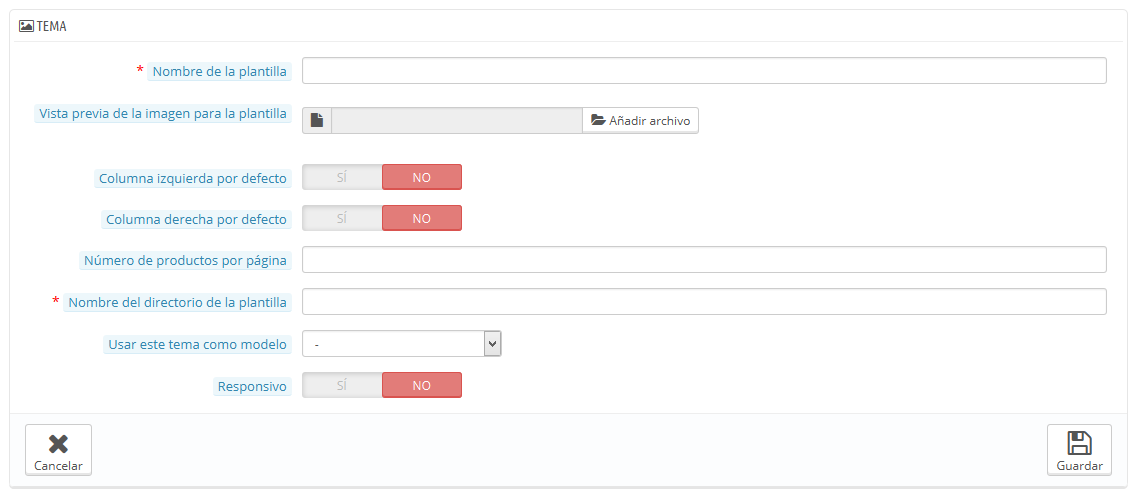 TEMA
* Nombre de la plantilla
Vista previa de la imagen para la plantilla
Añadir archivo
Columna izquierda por defecto SÍ NO
Columna derecha por defecto SÍ NO
Número de productos por página
* Nombre del directorio de la plantilla
Usar este tema como modelo -
Responsivo SÍ NO
Cancelar Guardar